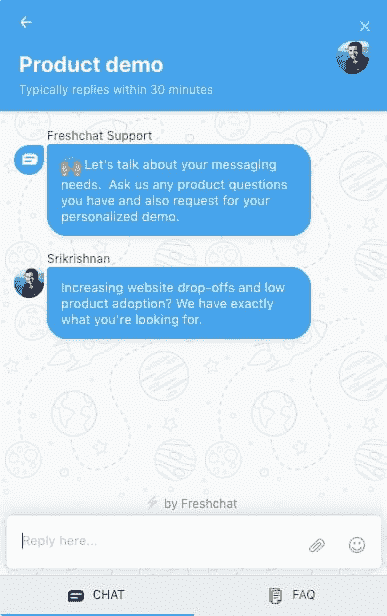 Product demo
Typically replies within 30 minutes
Freshchat Support
Let's talk about your messaging
needs. Ask us any product questions
you have and also request for your
personalized demo.
Srikrishnan
Increasing website drop-offs and low
product adoption? We have exactly
what you're looking for.
by Freshchat
Reply here...
CHAT
FAQ